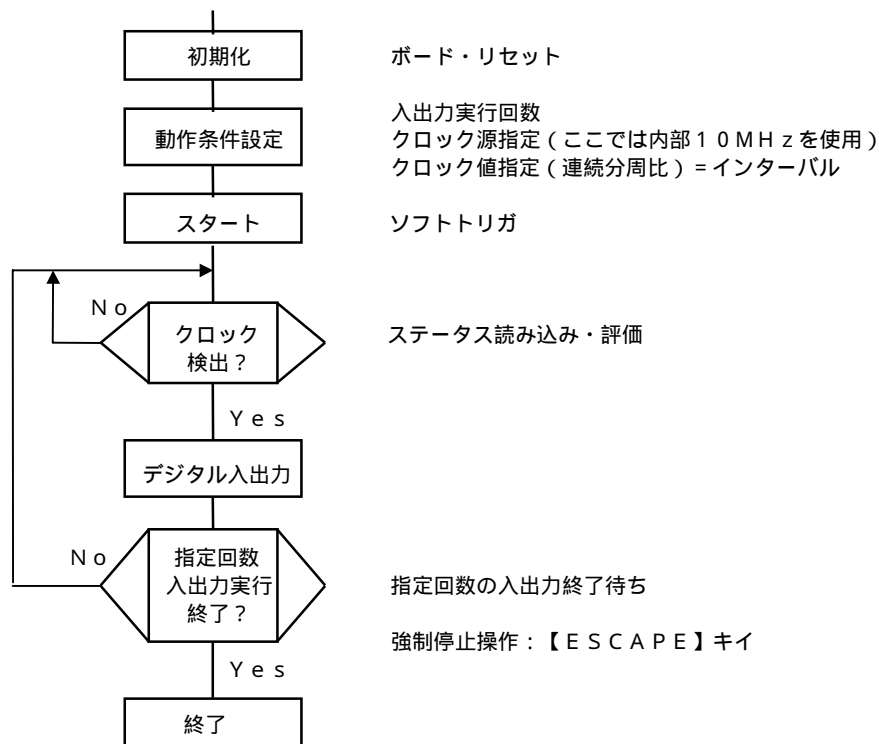 初期化
ボード・リセット
動作条件設定
入出力実行回数
クロック源指定（ここでは内部１０ＭＨｚを使用）
クロック値指定（連続分周比）＝インターバル
スタート
ソフトトリガ
Ｎｏ
クロック
検出？
ステータス読み込み・評価
Ｙｅｓ
デジタル入出力
Ｎｏ
指定回数
入出力実行
終了？
指定回数の入出力終了待ち
強制停止操作：【ＥＳＣＡＰＥ】キイ
Ｙｅｓ
終了